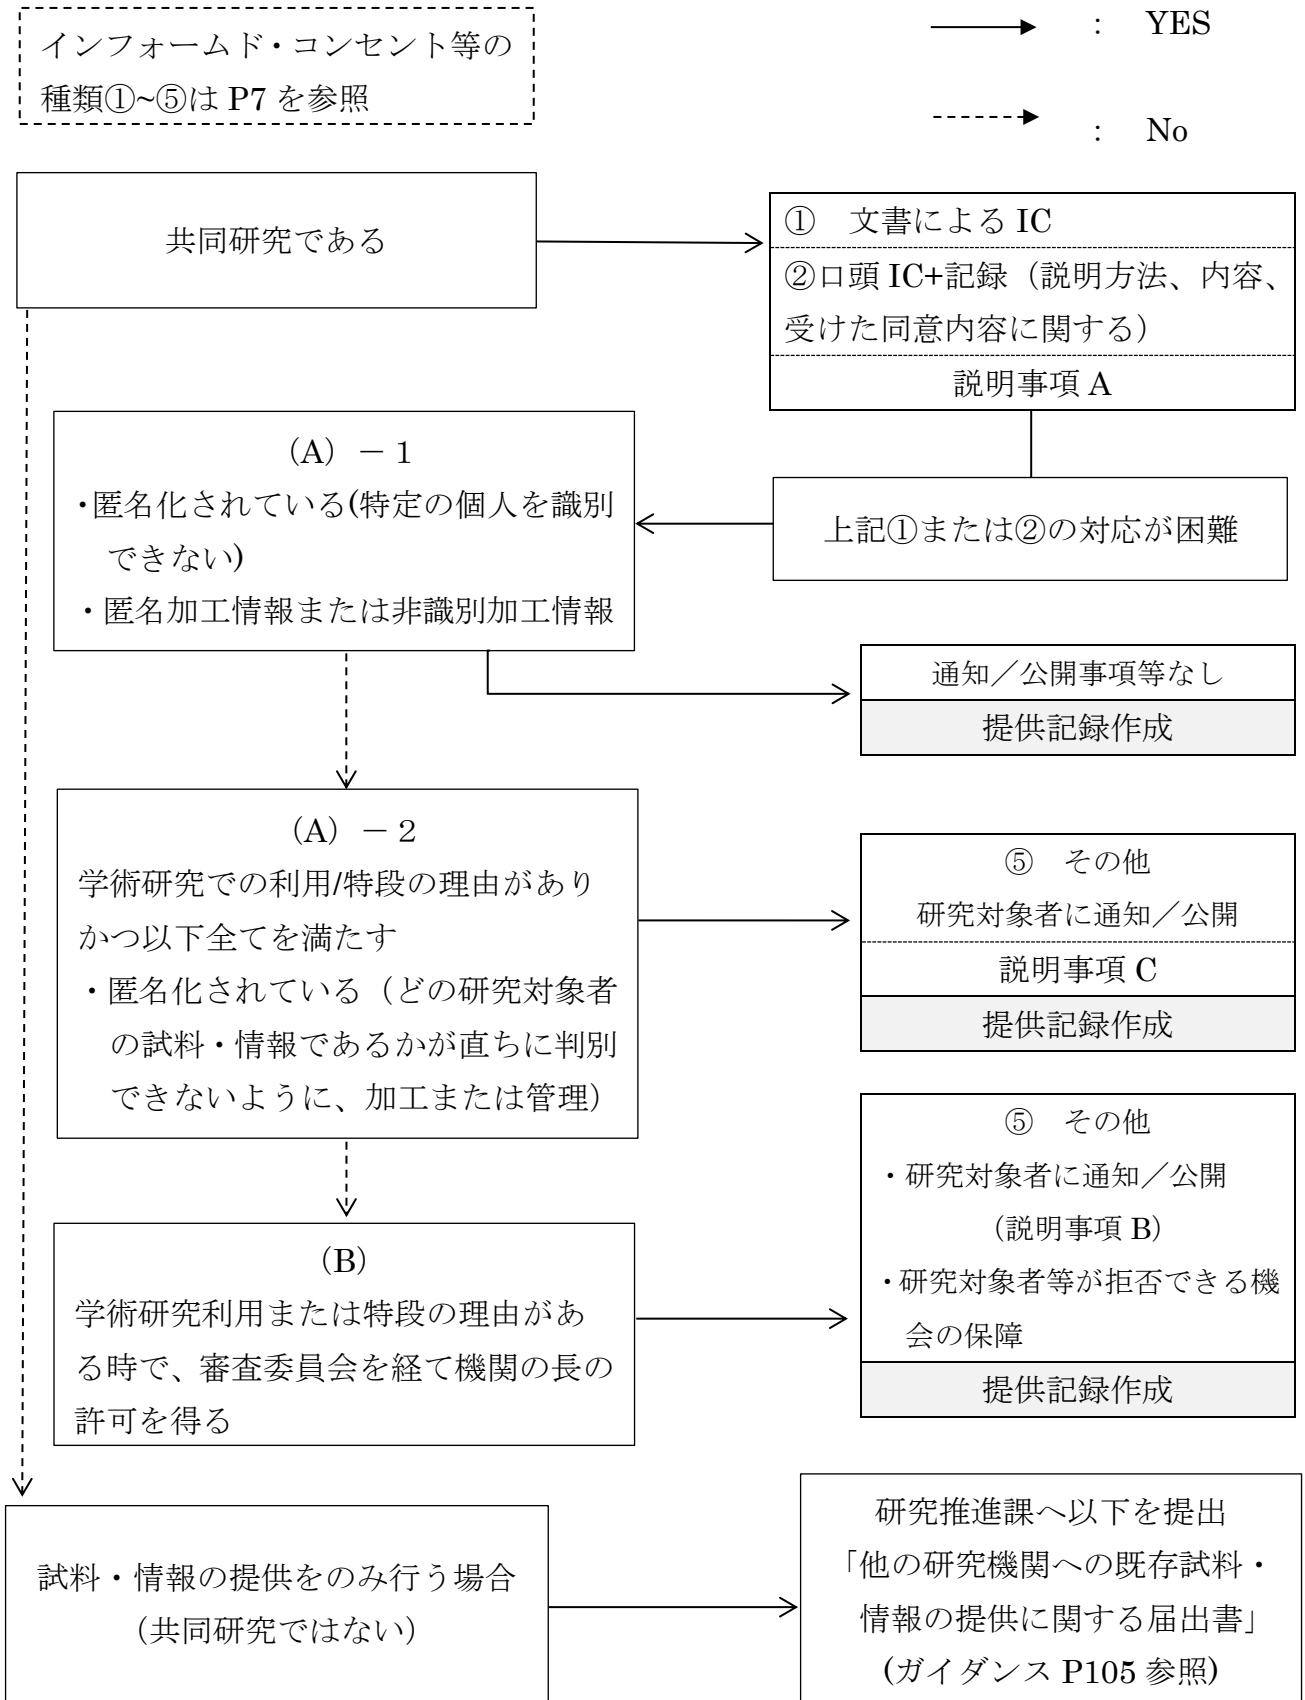 インフォームド・コンセント等の
種類①~⑤は P7 を参照
: YES
: No
共同研究である
① 文書による IC
②口頭 IC+記録（説明方法、内容、
受けた同意内容に関する）
説明事項 A
（A）－１
・匿名化されている(特定の個人を識別
できない)
・匿名加工情報または非識別加工情報
上記①または②の対応が困難
通知／公開事項等なし
提供記録作成
（A）－２
学術研究での利用/特段の理由があり
かつ以下全てを満たす
・匿名化されている（どの研究対象者
の試料・情報であるかが直ちに判別
できないように、加工または管理）
⑤ その他
研究対象者に通知／公開
説明事項 C
提供記録作成
（B）
学術研究利用または特段の理由があ
る時で、審査委員会を経て機関の長の
許可を得る
⑤ その他
・研究対象者に通知／公開
（説明事項 B）
・研究対象者等が拒否できる機
会の保障
提供記録作成
試料・情報の提供をのみ行う場合
（共同研究ではない）
研究推進課へ以下を提出
「他の研究機関への既存試料・
情報の提供に関する届出書」
(ガイダンス P105 参照)